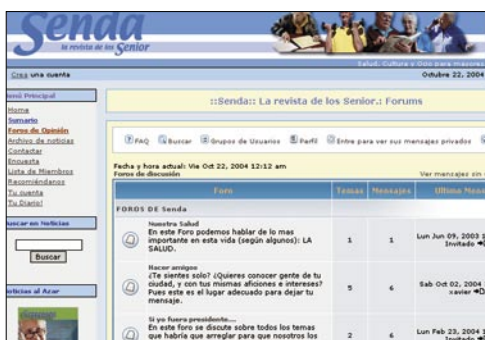 Senda
la revista de los Senior
Salud, Cultura y Ocio para mayores
Crea una cuenta
Octubre 22, 2004
Menú Principal
Home
Sumario
Foros de Opinión
Archivo de noticias
Contactar
Encuesta
Lista de Miembros
Recomiéndanos
Tu cuenta
Tu Diario!
Buscar en Noticias
Buscar
Noticias al Azar
::Senda:: La revista de los Senior.: Forums
FAQ Buscar Grupos de Usuarios Perfil Entre para ver sus mensajes privados
Fecha y hora actual: Vie Oct 22, 2004 12:12 am
Foros de discusión
Ver mensajes sin
Foro Temas Mensajes Ultimo Mens
FOROS DE Senda
Nuestra Salud
En este Foro podemos hablar de lo mas
importante en esta vida (según algunos): LA
SALUD.
1 1
Lun Jun 09, 2003 1
Invitado
Hacer amigos
¿Te sientes solo? ¿Quieres conocer gente de tu
ciudad, y con tus mismas aficiones e intereses?
Pues este es el lugar adecuado para dejar tu
mensaje.
5 6
Sab Oct 02, 2004
xavier
Si yo fuera presidente....
En este foro se discute sobre todos los temas
que habría que arreglar para que nosotros los
2 6
Lun Feb 23, 2004 1
Invitado